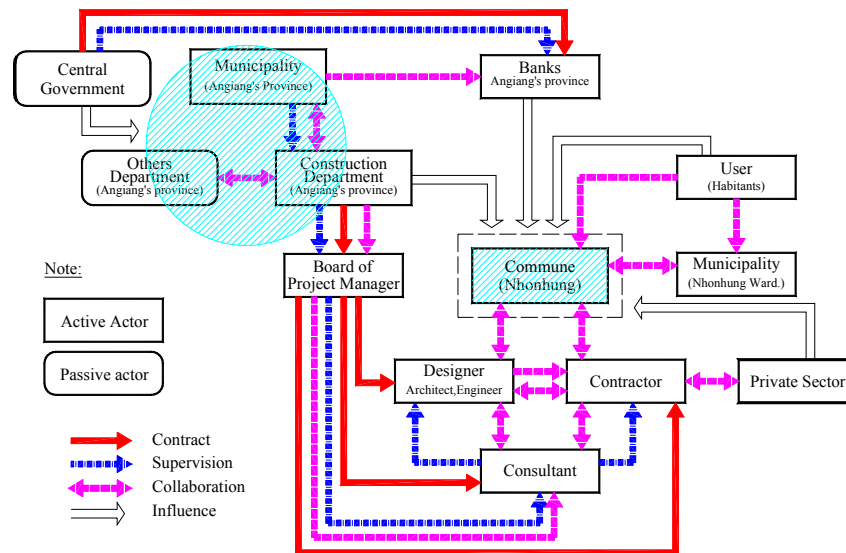 Central
Government
Municipality
(Angiang's Province)
Banks
Angiang's province)
Others
Department
(Angiang's province)
Construction
Department
(Angiang's province)
User
(Habitants)
Board of
Project Manager
Commune
(Nhonhung)
Municipality
(Nhonhung Ward.)
Note:
Active Actor
Passive actor
Designer
Architect,Engineer
Contractor
Private Sector
Consultant
Contract
Supervision
Collaboration
Influence